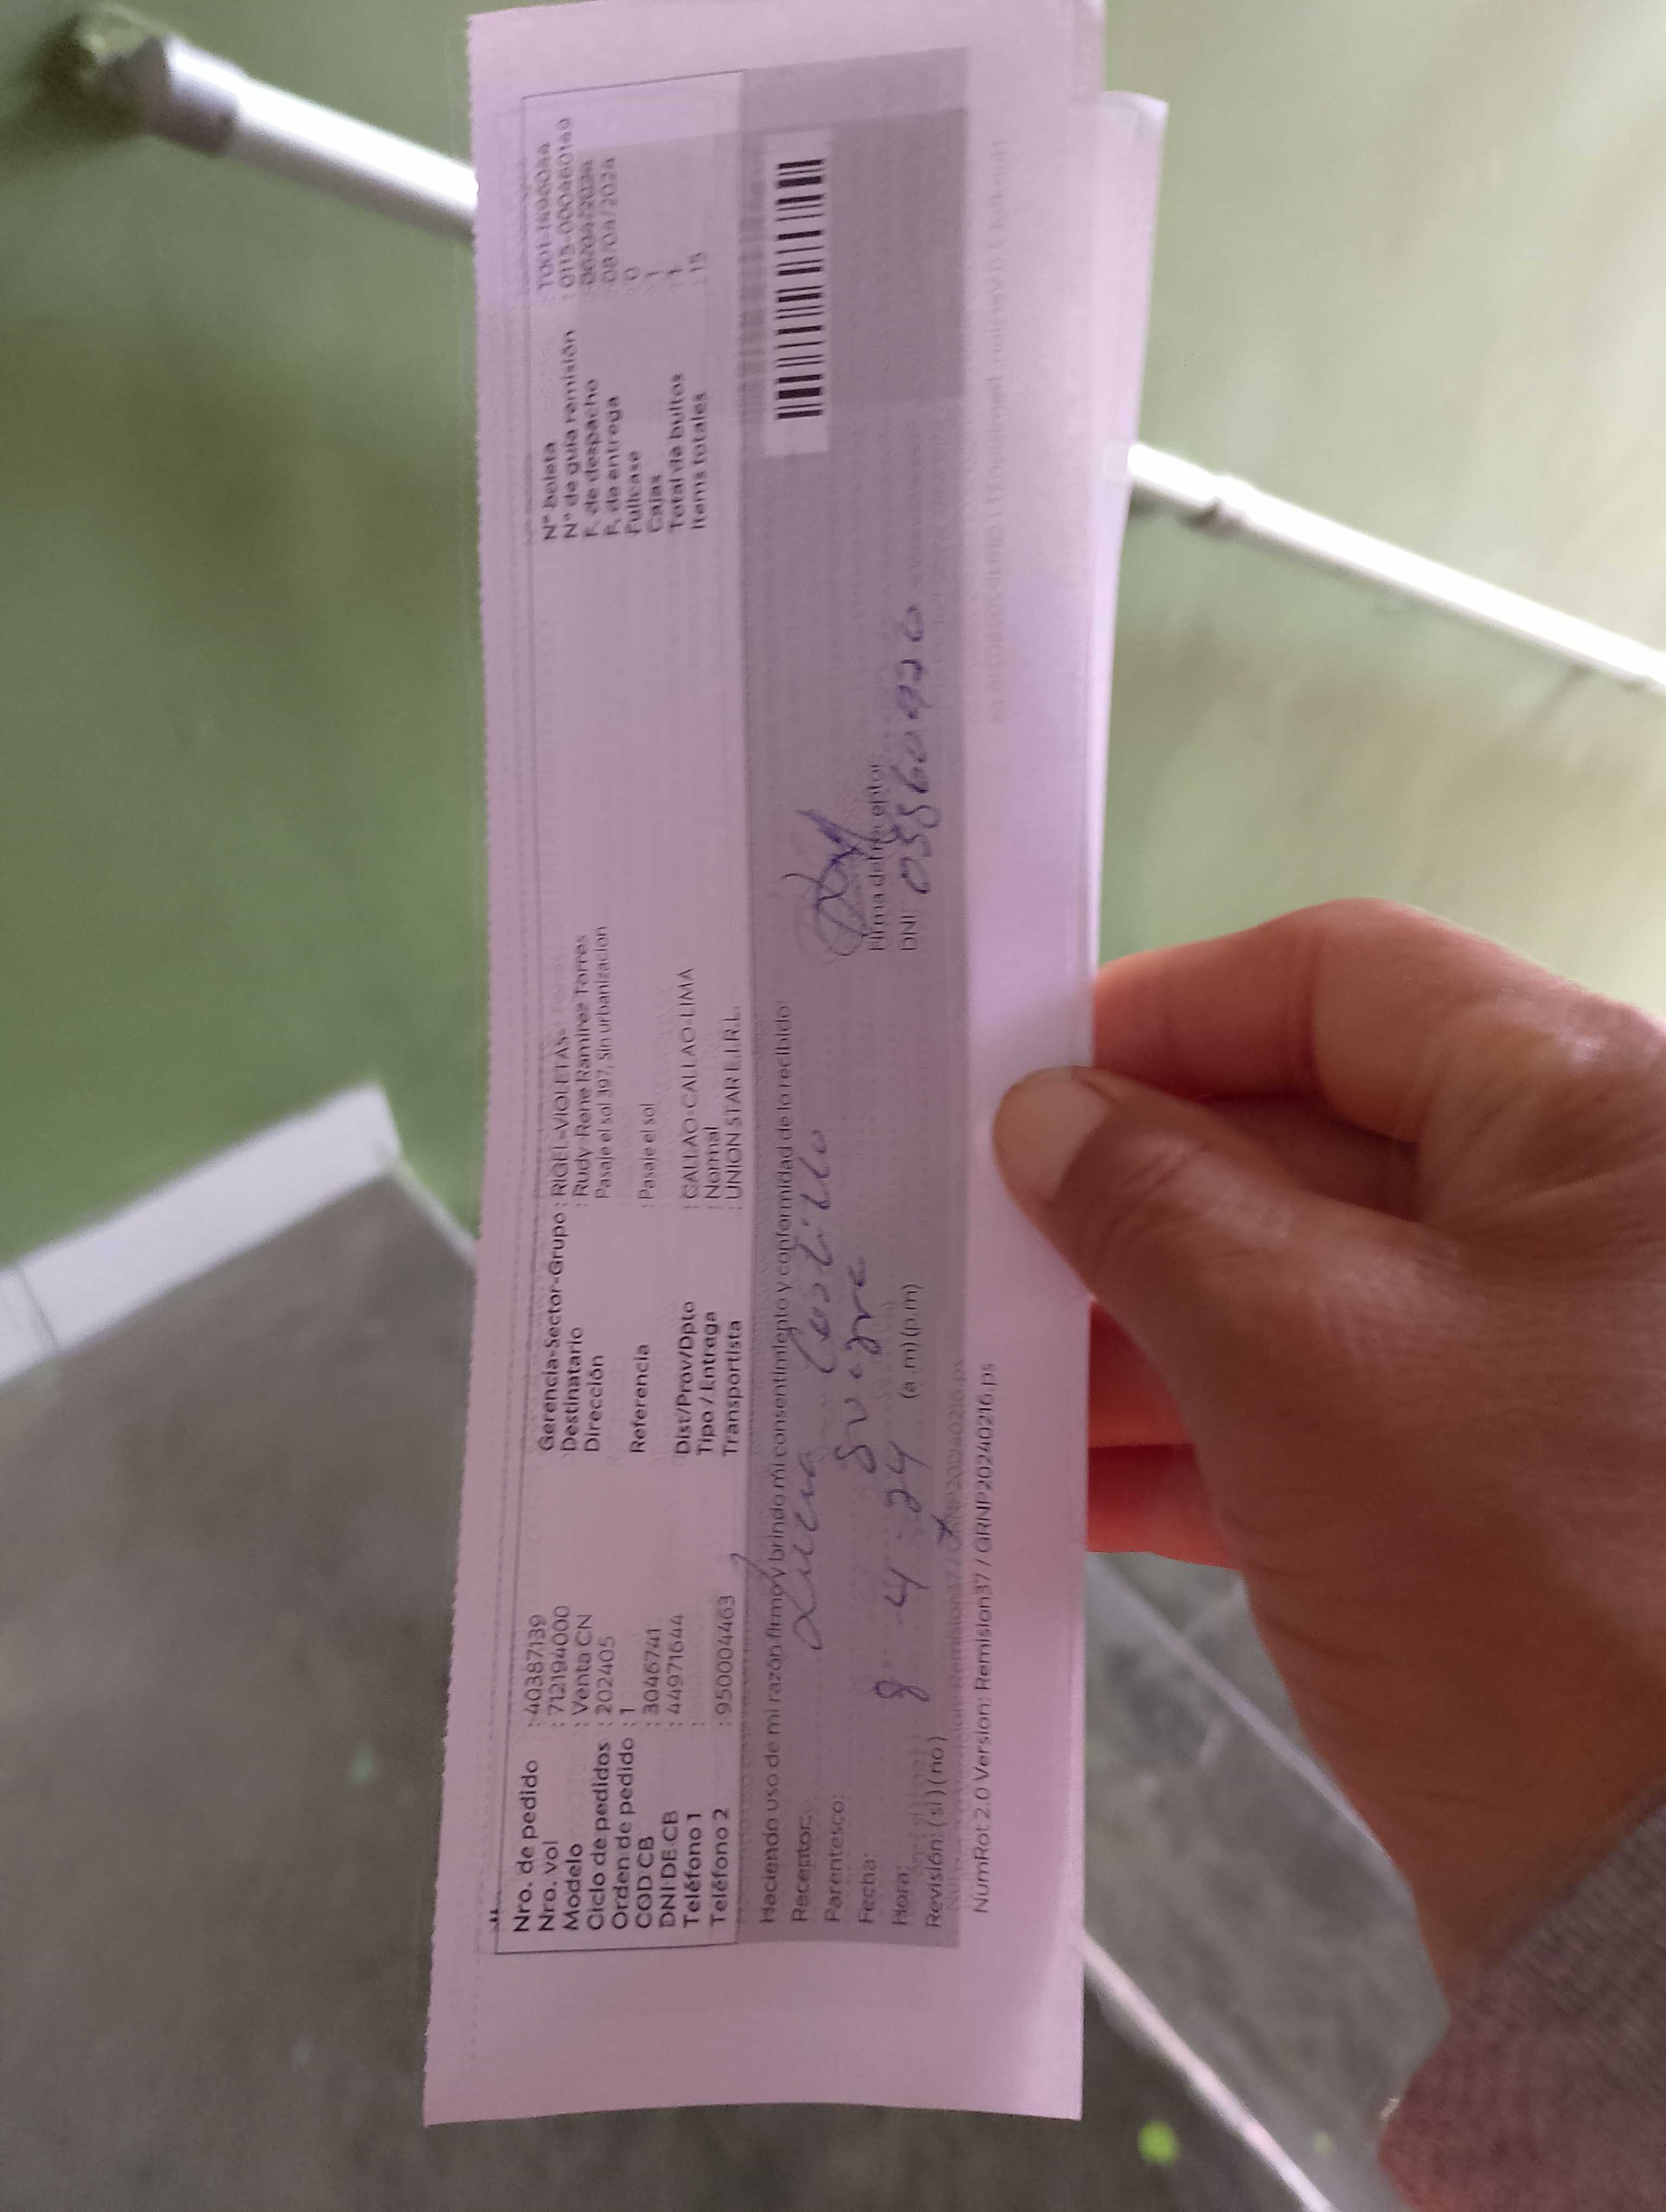 Nro. de pedido : 40387139
Nro. vol : 712194000
Modelo : Venta CN
Ciclo de pedidos : 202405
Orden de pedido : 1
COD CB : 3046741
DNI DE CB : 44971644
Teléfono 1 :
Teléfono 2 : 950004463
Gerencia-Sector-Grupo : RIGEL-VIOLETAS-
Destinatario : Rudy Rene Ramirez Torres
Dirección Pasaje el sol 397, Sin urbanizacion
Referencia : Pasaje el sol
Dist/Prov/Dpto : CALLAO-CALLAO-LIMA
Tipo / Entrega : Normal
Transportista : UNION STAR E.I.R.L.
N° boleta
N° de guía remisión
F. de despacho
F. de entrega : 08/04/2024
Fullcase : 0
Cajas : 1
Total de bultos : 1
Items totales : 15
Haciendo uso de mi razón firmo y brindo mi consentimiento y conformidad de lo recibido:
Receptor: Lucia Castillo
Parentesco: Suegre
Fecha: 8 4 24
Hora: (a.m)(p.m)
Revisión: (si) (no)
Firma del receptor
DNI: 03560976
NumRot 2.0 Version: Remision37 / GRNP20240216.ps